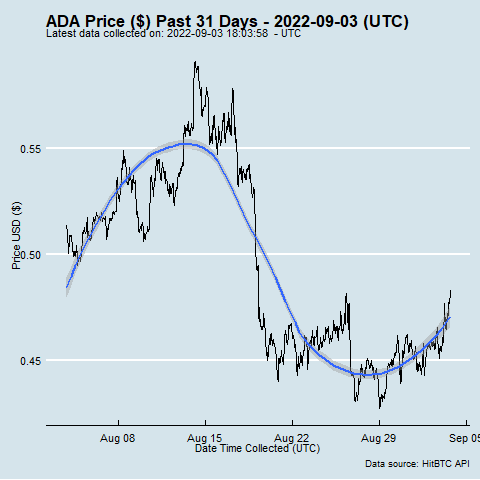 ADA Price ($) Past 31 Days - 2022-09-03 (UTC)
Latest data collected on: 2022-09-03 18:03:58 - UTC
Price USD ($)
0.55
0.50
0.45
Aug 08 Aug 15 Aug 22 Aug 29 Sep 05
Date Time Collected (UTC)
Data source: HitBTC API